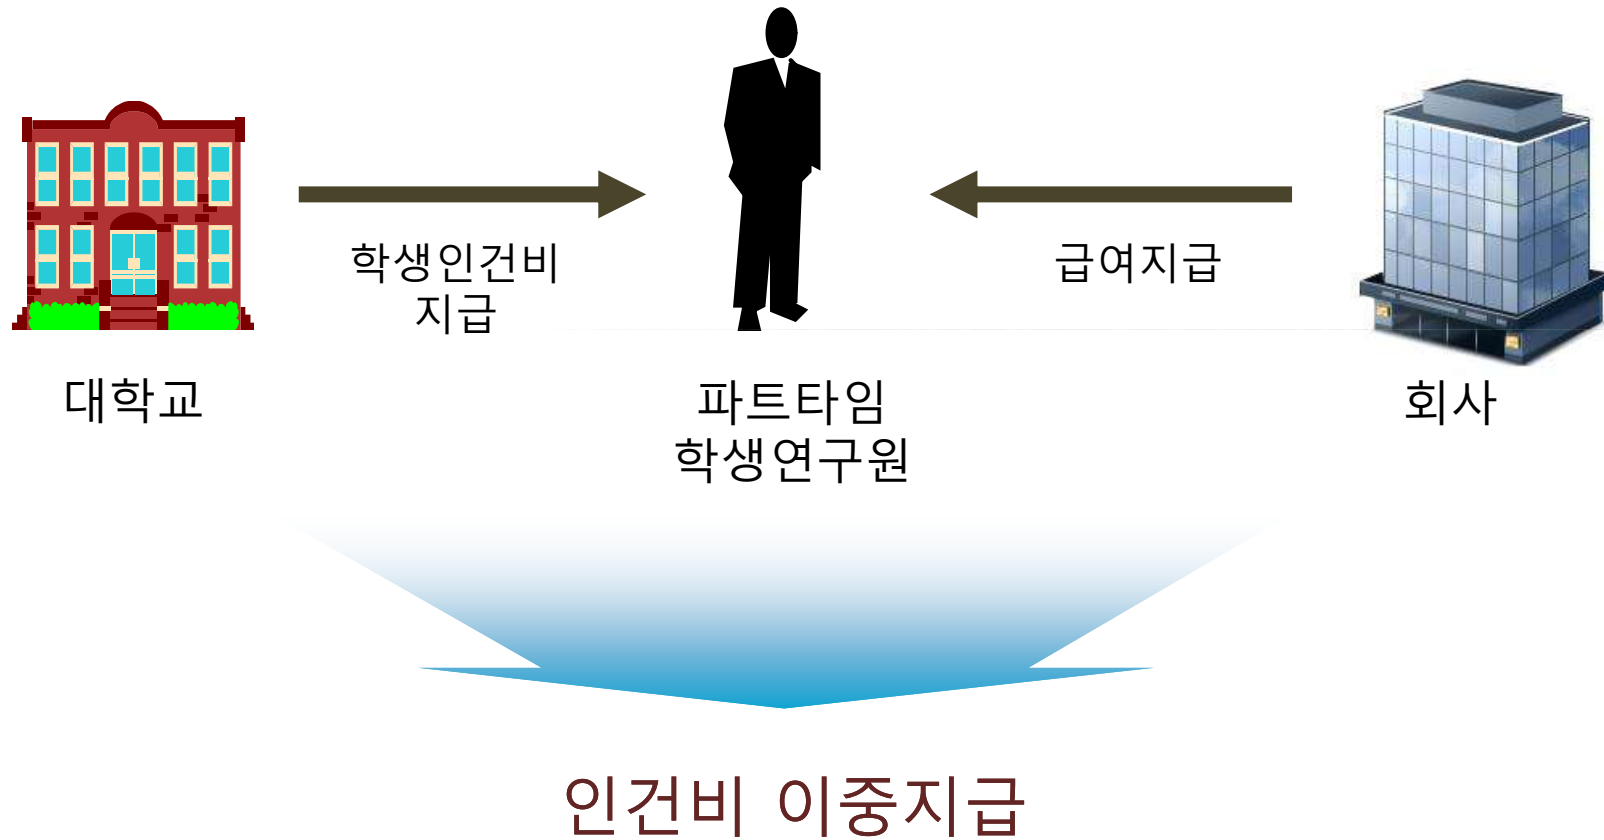 학생인건비
지급
급여지급
대학교
파트타임
학생연구원
회사
인건비 이중지급